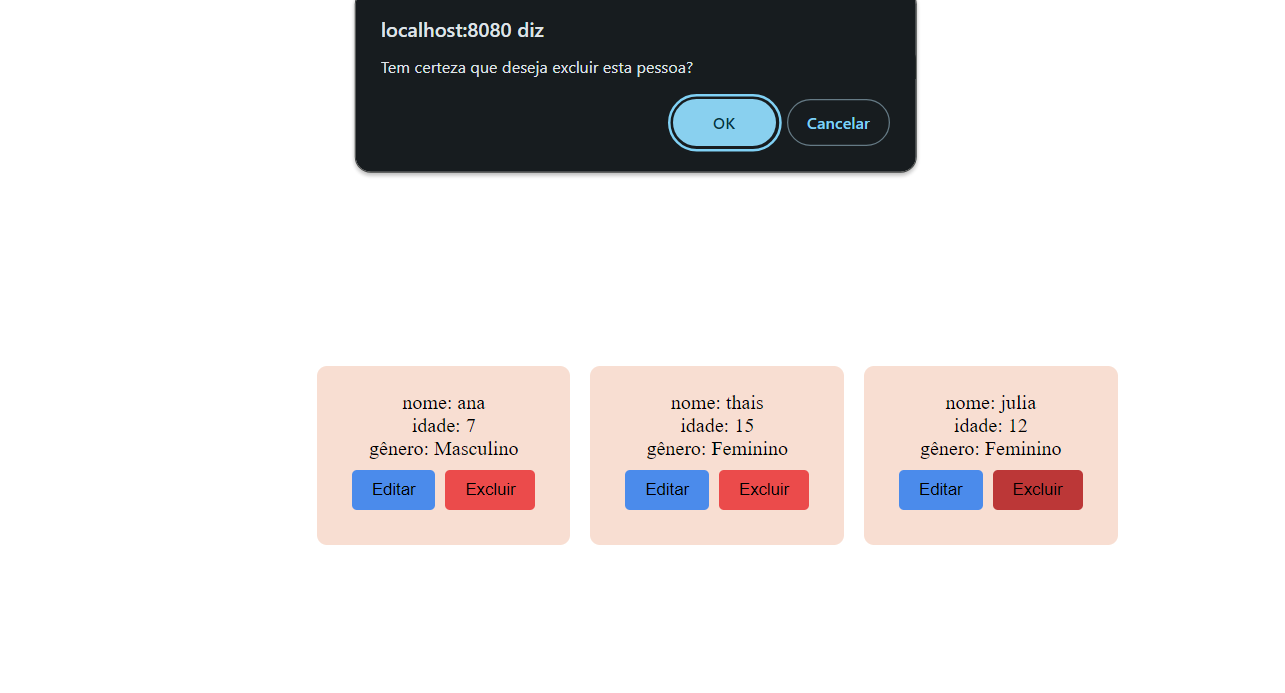 localhost:8080 diz
Tem certeza que deseja excluir esta pessoa?
OK Cancelar
nome: ana
idade: 7
gênero: Masculino
Editar Excluir
nome: thais
idade: 15
gênero: Feminino
Editar Excluir
nome: julia
idade: 12
gênero: Feminino
Editar Excluir